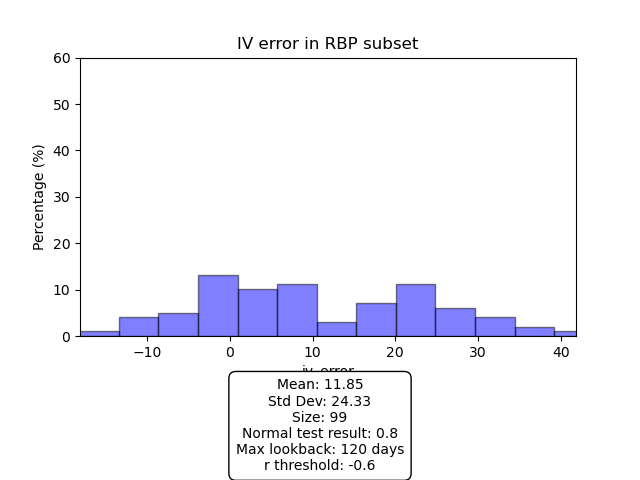 IV error in RBP subset
60
50
40
30
20
10
0
Percentage (%)
−10
0
10
20
30
40
iv_error
Mean: 11.85
Std Dev: 24.33
Size: 99
Normal test result: 0.8
Max lookback: 120 days
r threshold: -0.6